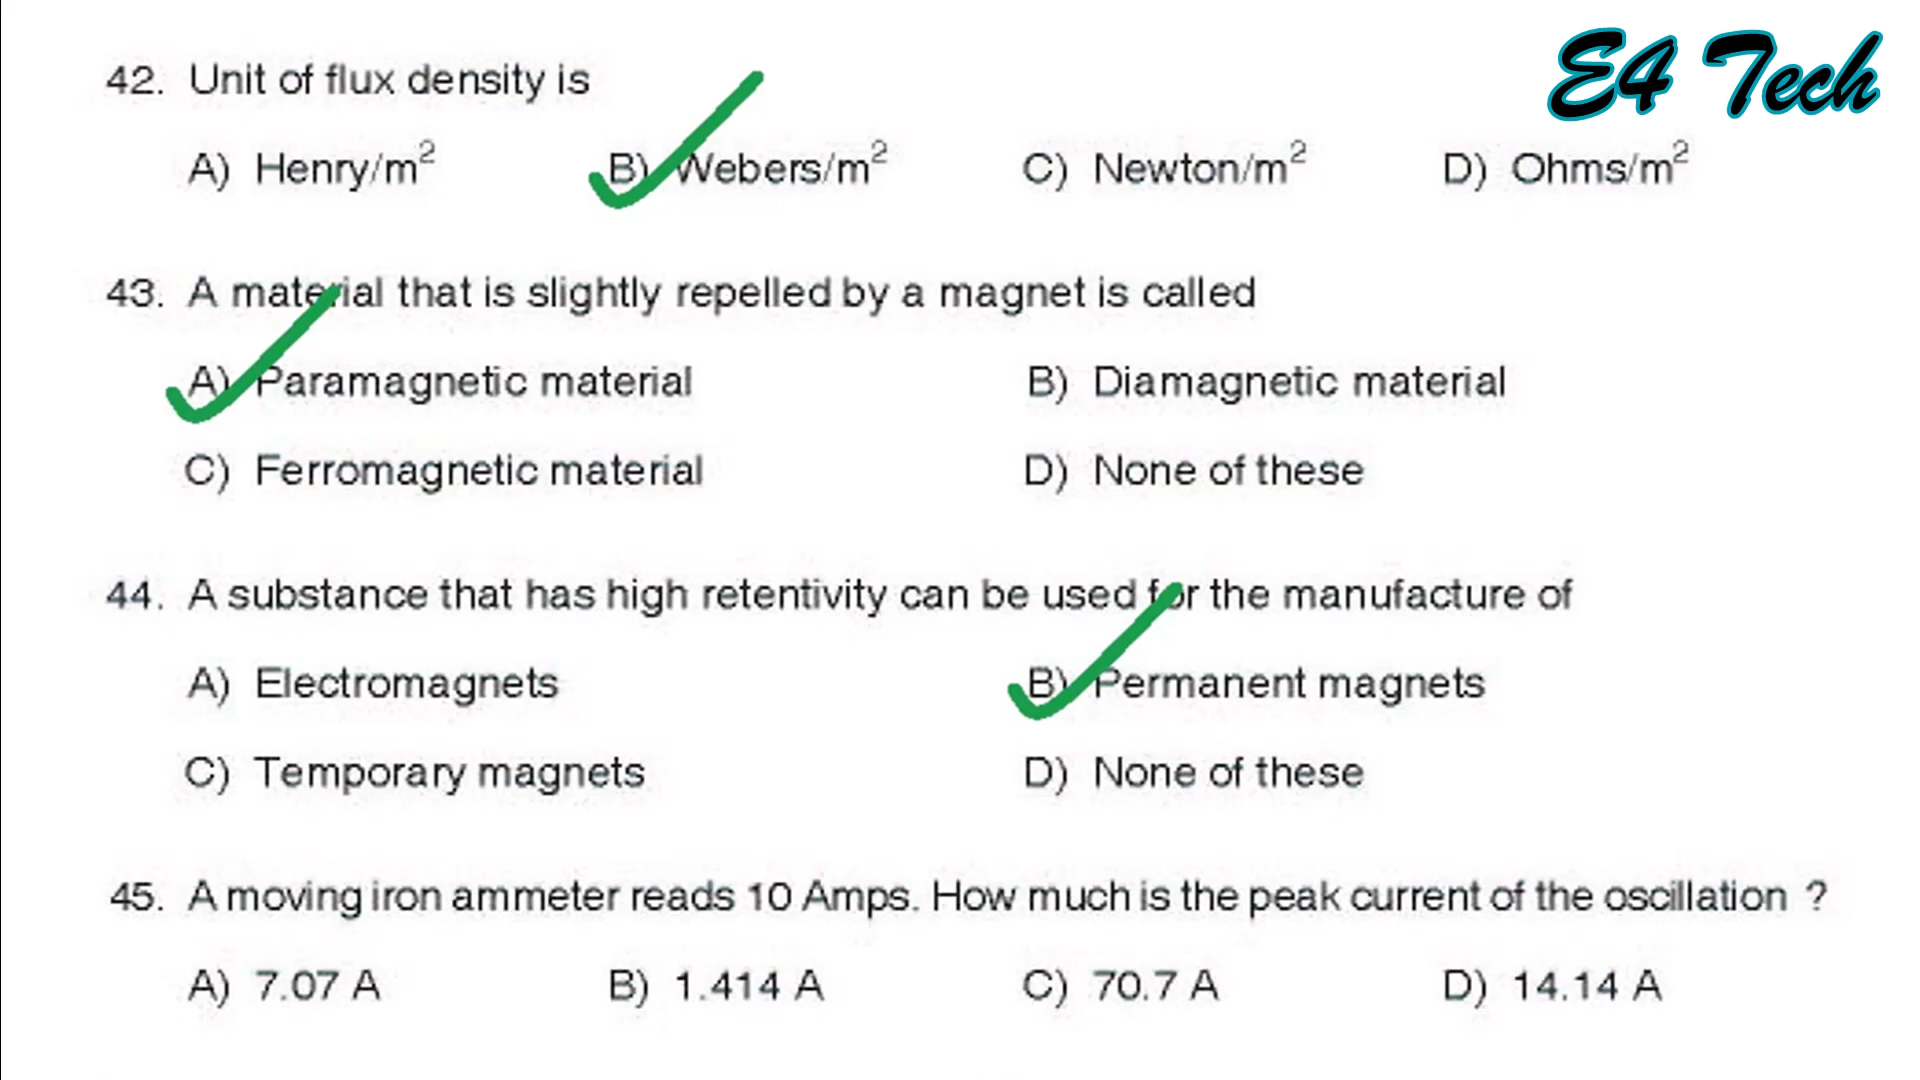 E4 Tech
42. Unit of flux density is
A) Henry/m² B) Webers/m² C) Newton/m² D) Ohms/m²
43. A material that is slightly repelled by a magnet is called
A) Paramagnetic material B) Diamagnetic material
C) Ferromagnetic material D) None of these
44. A substance that has high retentivity can be used for the manufacture of
A) Electromagnets B) Permanent magnets
C) Temporary magnets D) None of these
45. A moving iron ammeter reads 10 Amps. How much is the peak current of the oscillation ?
A) 7.07 A B) 1.414 A C) 70.7 A D) 14.14 A